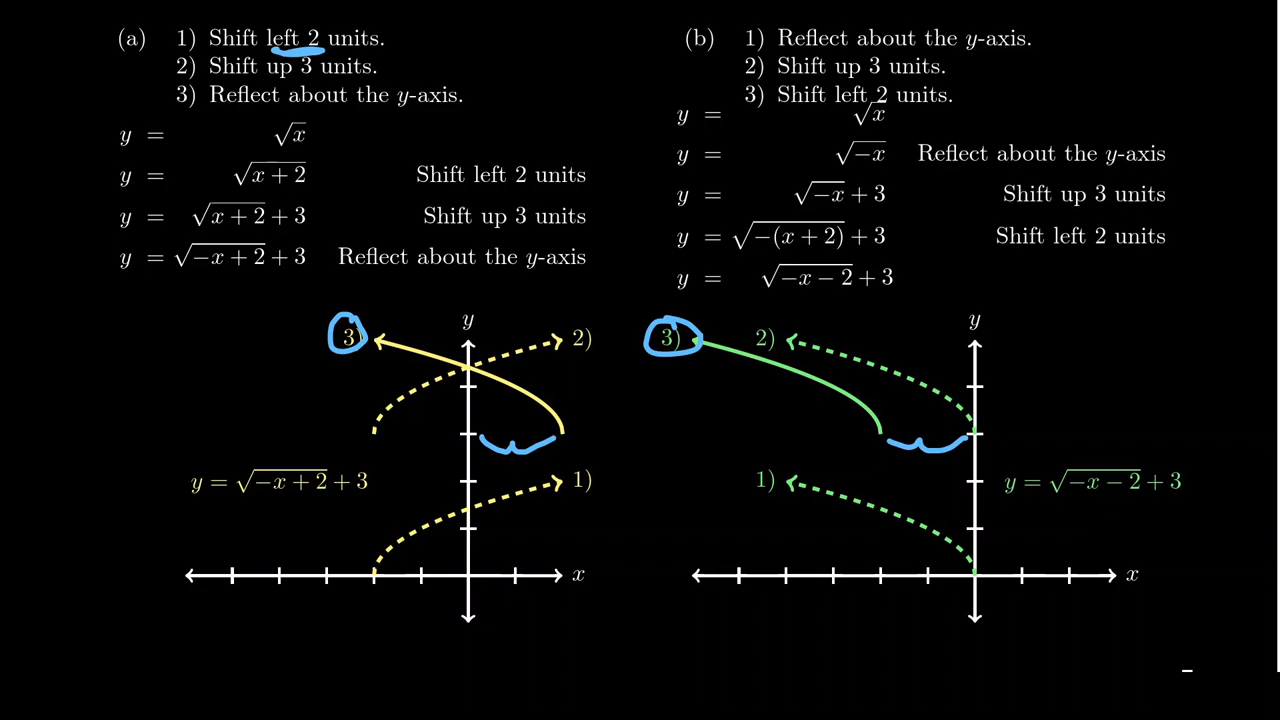 (a) 1) Shift left 2 units.
2) Shift up 3 units.
3) Reflect about the y-axis.
y = √x
y = √(x + 2) Shift left 2 units
y = √(x + 2) + 3 Shift up 3 units
y = √(−x + 2) + 3 Reflect about the y-axis
(b) 1) Reflect about the y-axis.
2) Shift up 3 units.
3) Shift left 2 units.
y = √x
y = √(−x) Reflect about the y-axis
y = √(−x) + 3 Shift up 3 units
y = √(−(x + 2)) + 3 Shift left 2 units
y = √(−x − 2) + 3
y
3)
2)
y = √(−x + 2) + 3
1)
x
y
3)
2)
1)
y = √(−x − 2) + 3
x